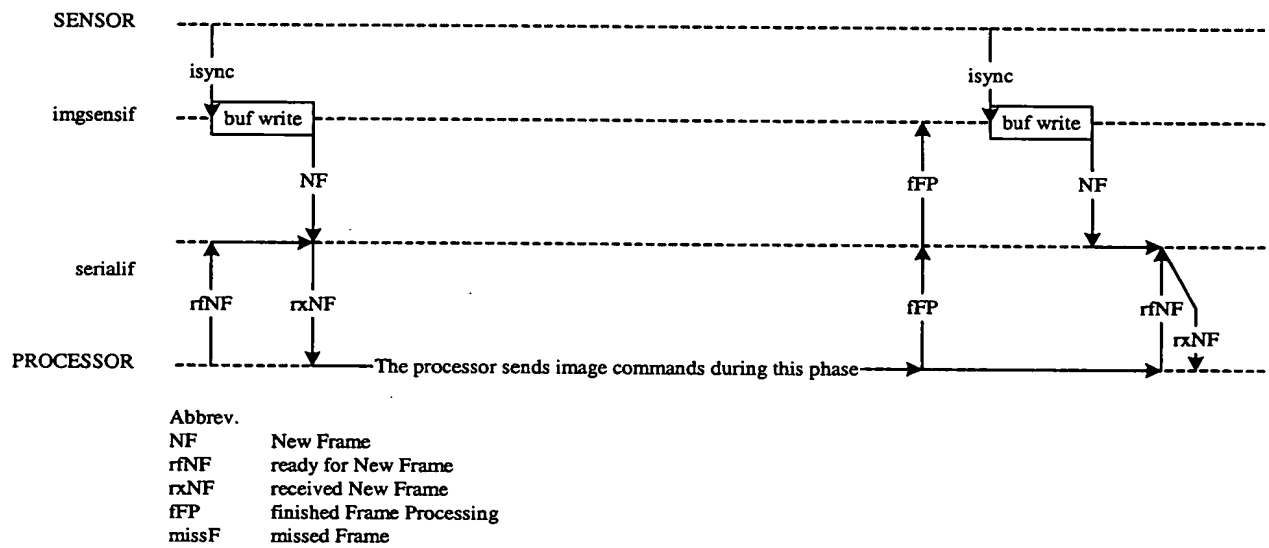 SENSOR
isync
isync
imgsensif
buf write
buf write
NF
fFP
NF
serialif
rfNF
rxNF
fFP
rfNF
rxNF
PROCESSOR
The processor sends image commands during this phase
Abbrev.
NF New Frame
rfNF ready for New Frame
rxNF received New Frame
fFP finished Frame Processing
missF missed Frame